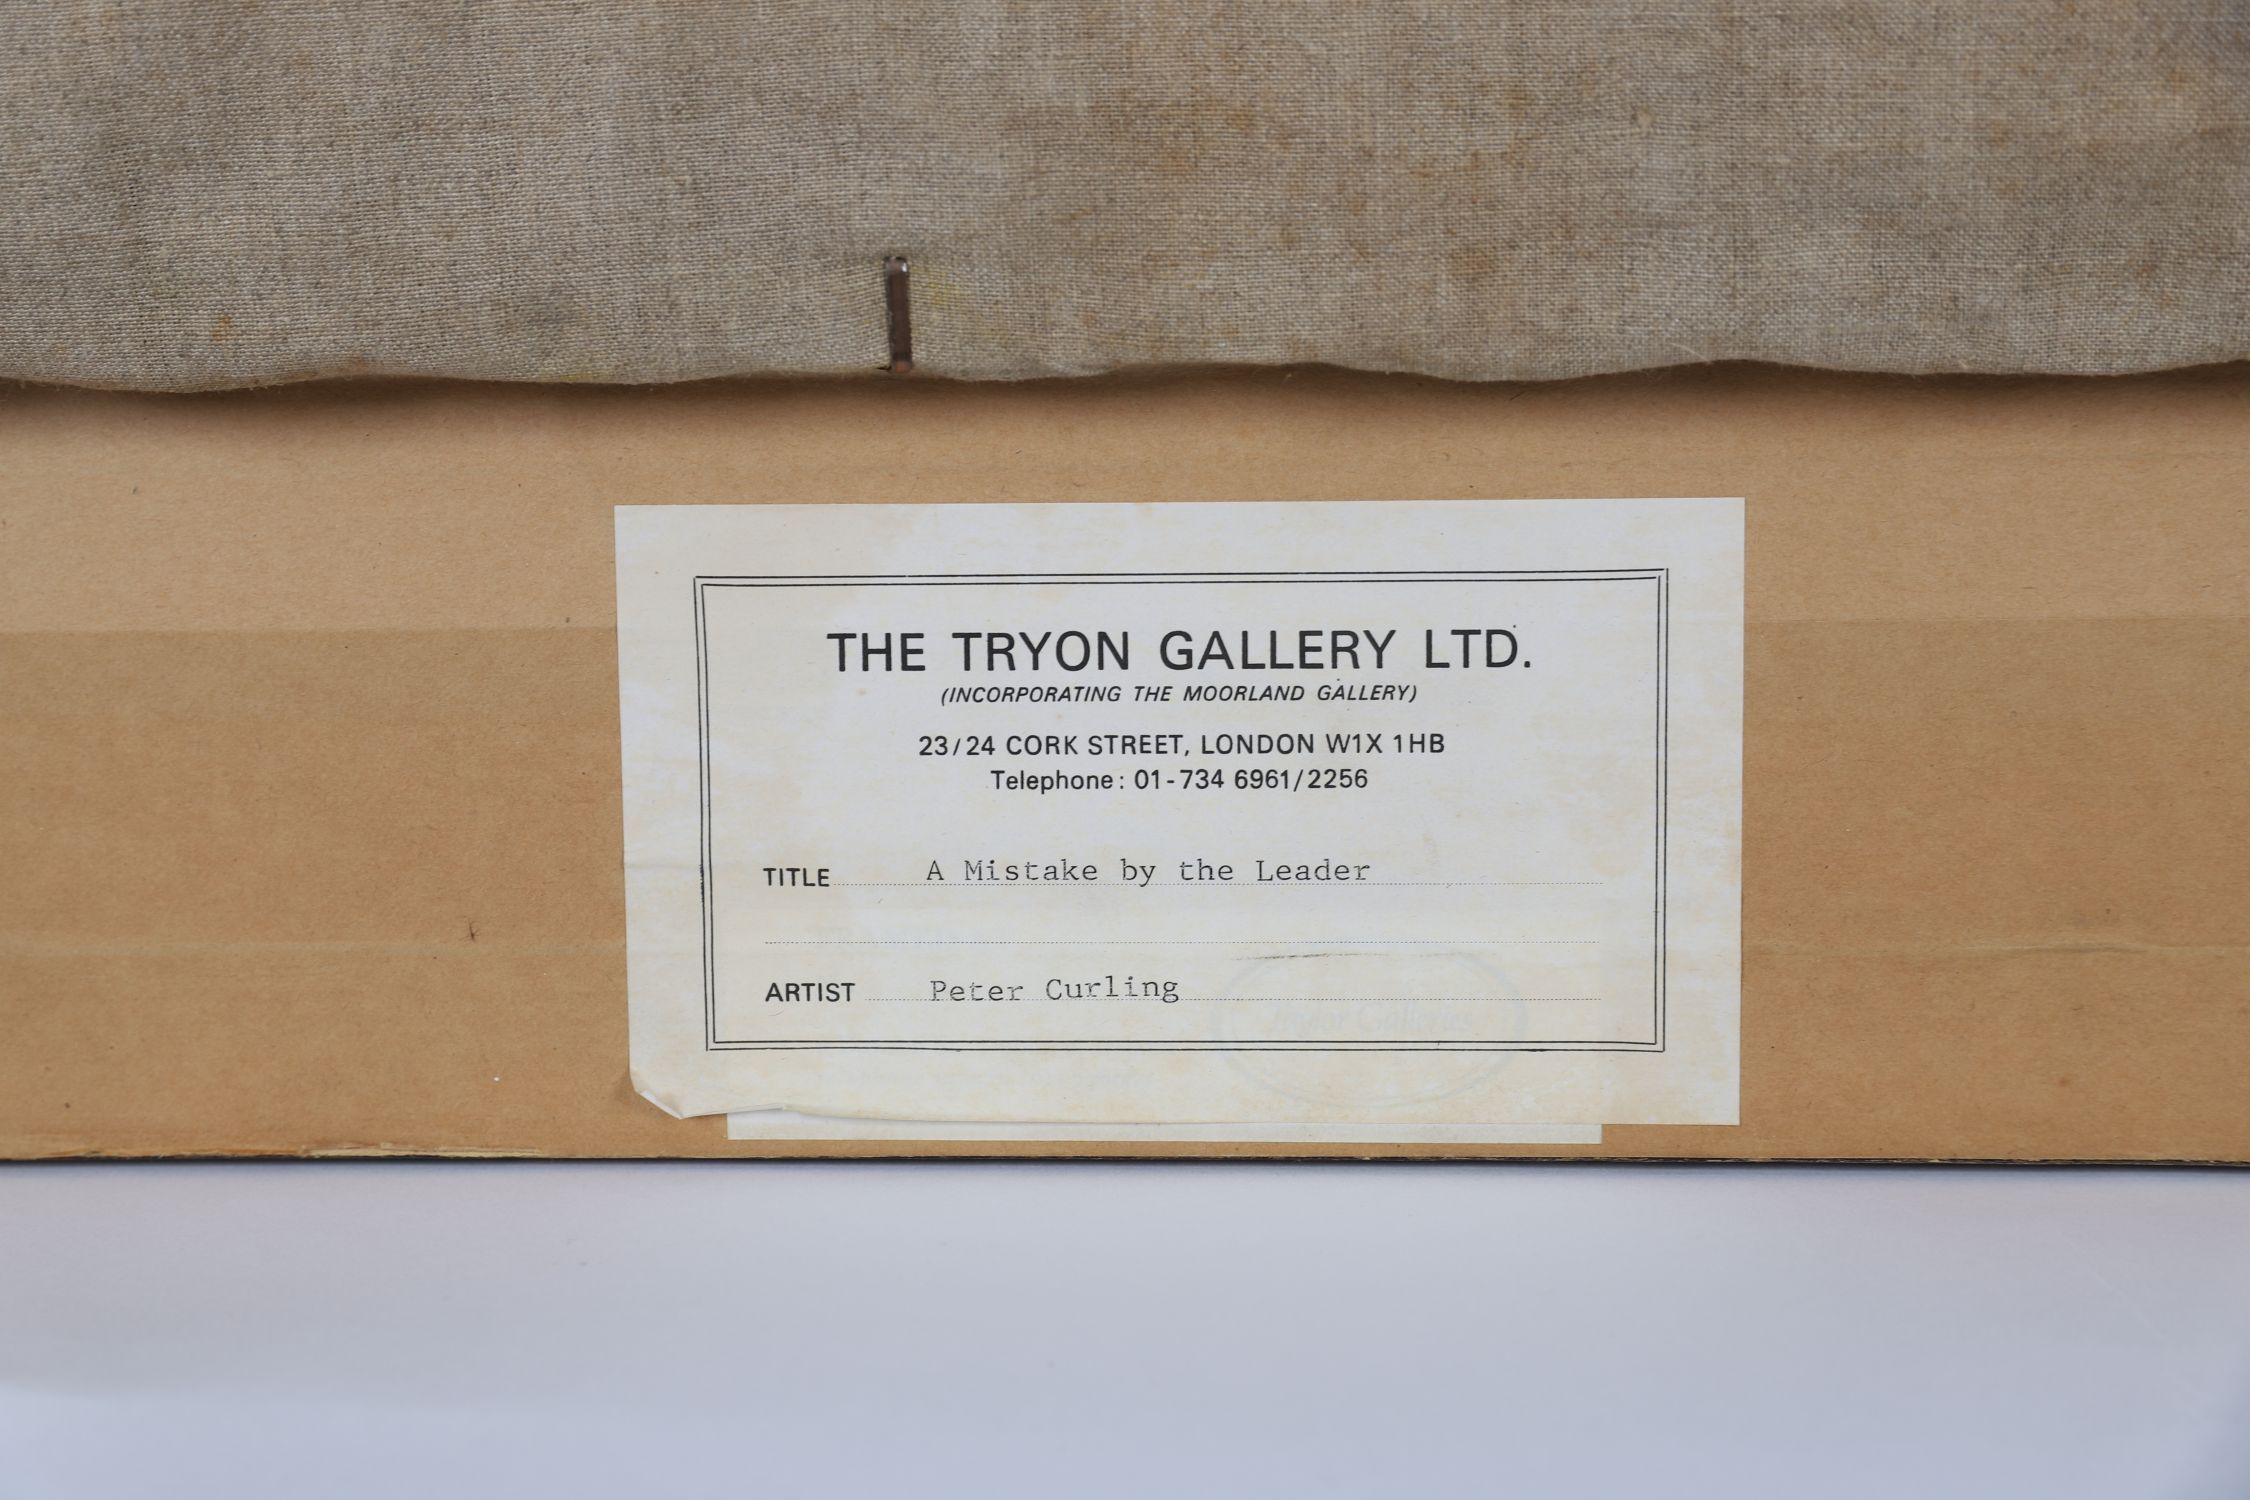 THE TRYON GALLERY LTD.
(INCORPORATING THE MOORLAND GALLERY)
23/24 CORK STREET, LONDON W1X 1HB
Telephone: 01-734 6961/2256
TITLE A Mistake by the Leader
ARTIST Peter Curling
Galleries